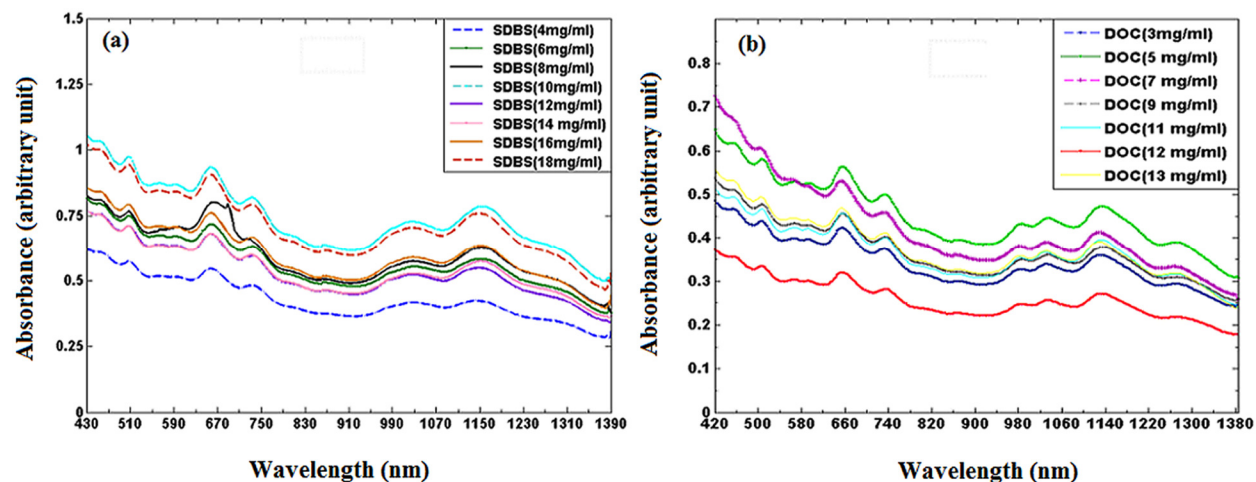 (a)
SDBS(4mg/ml)
SDBS(6mg/ml)
SDBS(8mg/ml)
SDBS(10mg/ml)
SDBS(12mg/ml)
SDBS(14 mg/ml)
SDBS(16mg/ml)
SDBS(18mg/ml)
Absorbance (arbitrary unit)
1.5
1.25
1
0.75
0.5
0.25
0
430 510 590 670 750 830 910 990 1070 1150 1230 1310 1390
Wavelength (nm)
(b)
DOC(3mg/ml)
DOC(5 mg/ml)
DOC(7 mg/ml)
DOC(9 mg/ml)
DOC(11 mg/ml)
DOC(12 mg/ml)
DOC(13 mg/ml)
Absorbance (arbitrary unit)
0.8
0.7
0.6
0.5
0.4
0.3
0.2
0.1
0
420 500 580 660 740 820 900 980 1060 1140 1220 1300 1380
Wavelength (nm)